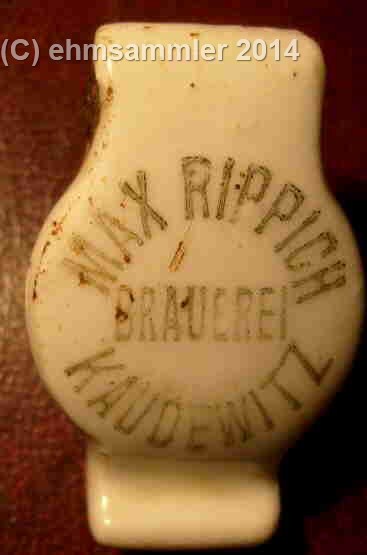 (C) ehmsammler 2014
MAX RIPPICH
BRAUEREI
KAUDEWITZ